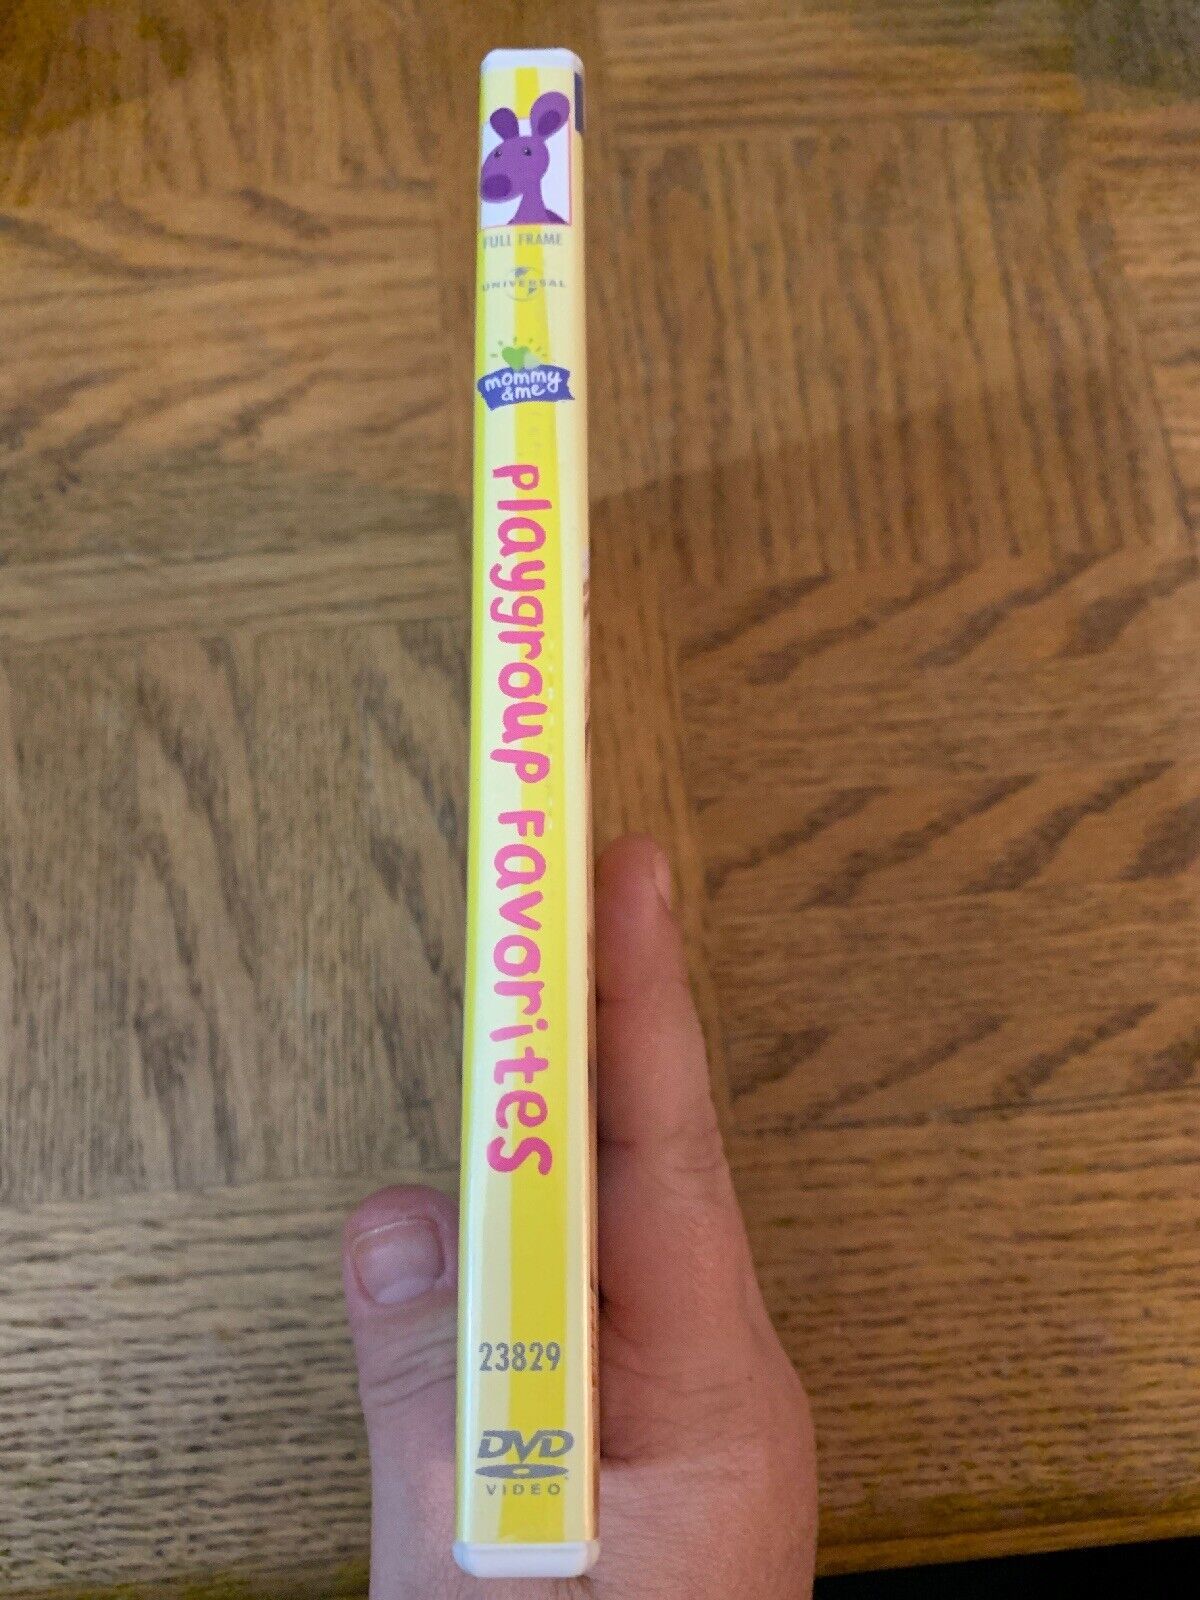 FULL FRAME
UNIVERSAL
mommy
&me
Playgroup Favorites
23829
DVD
VIDEO